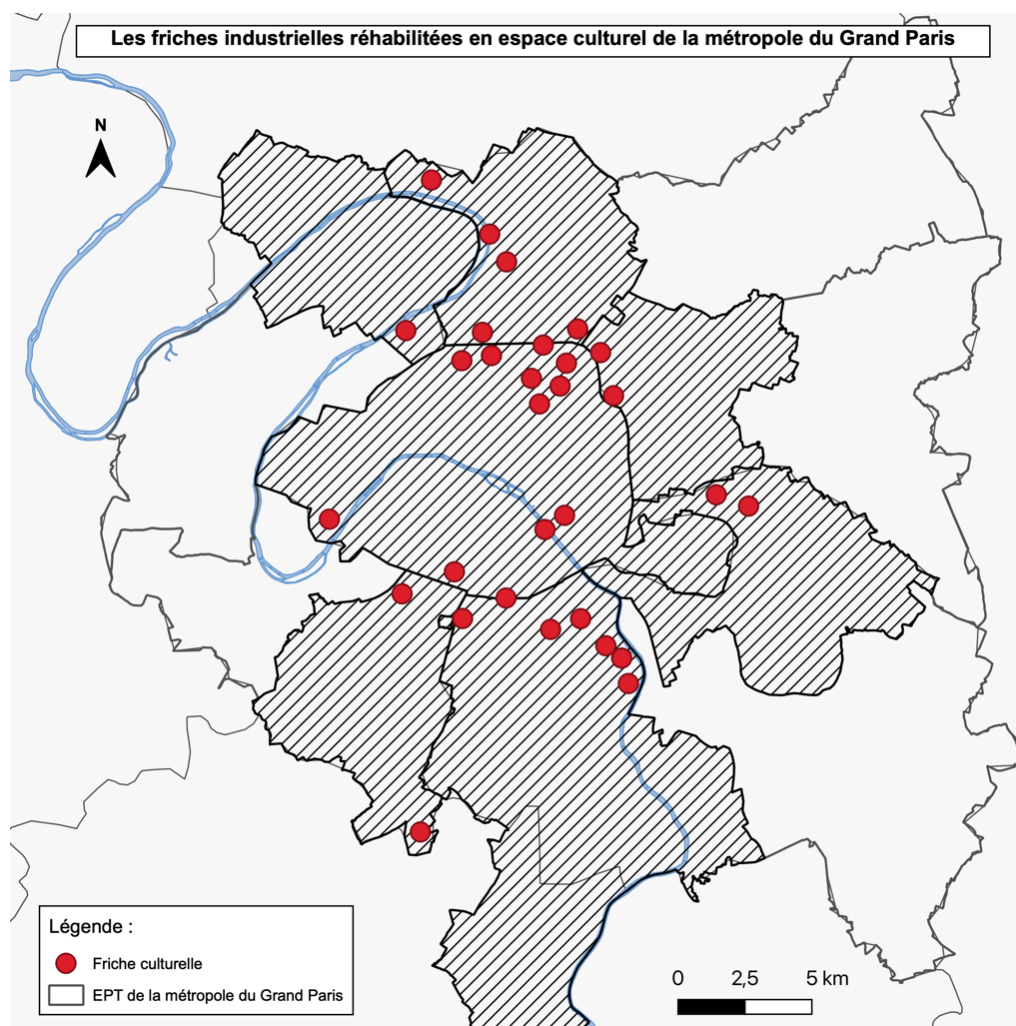 Les friches industrielles réhabilitées en espace culturel de la métropole du Grand Paris
N
Légende :
Friche culturelle
EPT de la métropole du Grand Paris
0 2,5 5 km